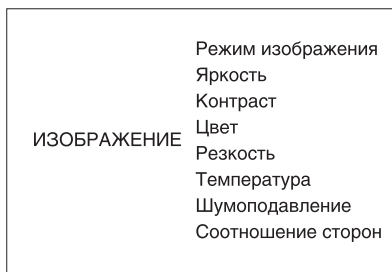 Режим изображения
Яркость
Контраст
Цвет
ИЗОБРАЖЕНИЕ
Резкость
Температура
Шумоподавление
Соотношение сторон